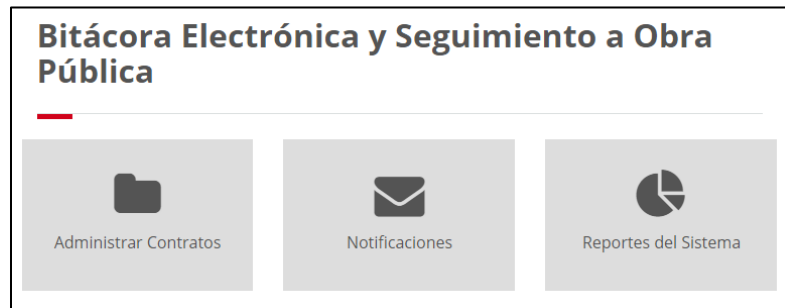 Bitácora Electrónica y Seguimiento a Obra
Pública
Administrar Contratos
Notificaciones
Reportes del Sistema